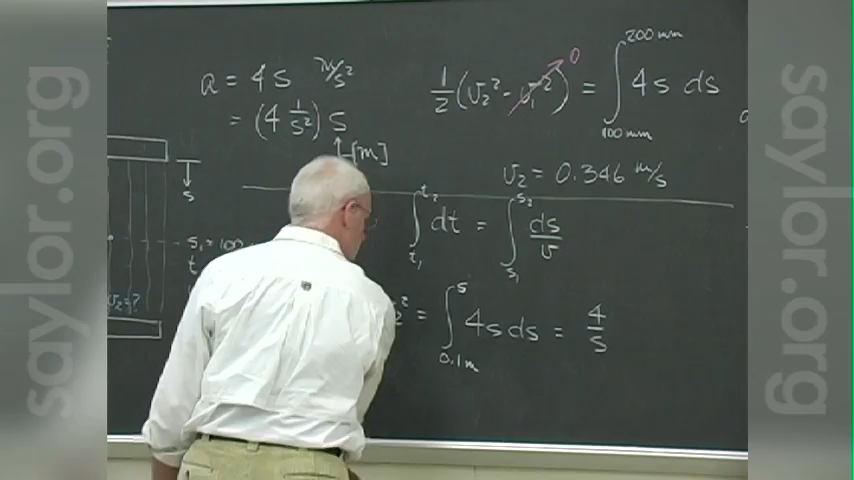 a = 4s m/s²
= (4 1/s²) s
[m]
½(v₂² - v₁²) = ∫ 4s ds
0
200 mm
100 mm
v₂ = 0.346 m/s
s
s₁ = 100
t
v₂ = ?
∫ dt = ∫ ds/v
t₂
t₁
s₂
s₁
² = ∫ 4s ds = 4/s
s
0.1 m
saylor.org
saylor.org